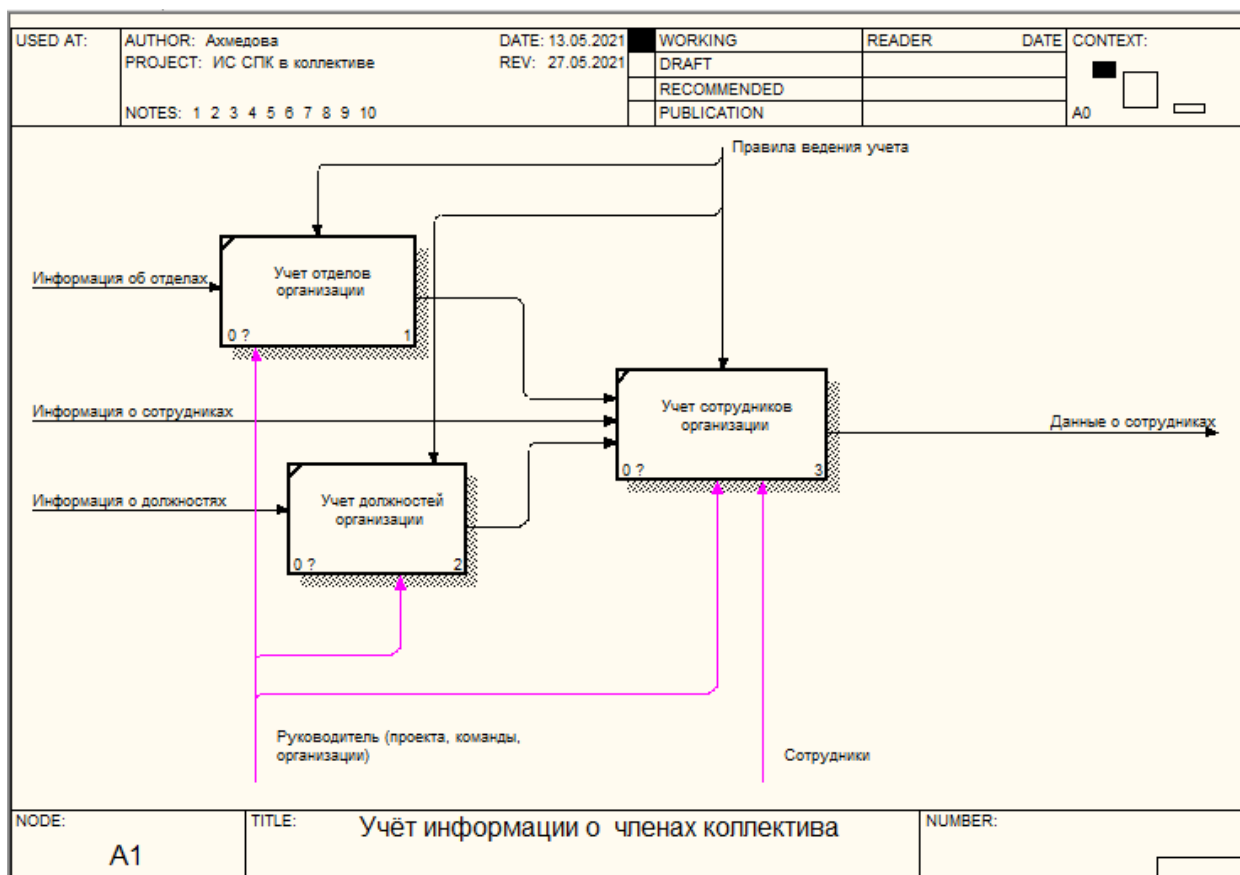 USED AT:
AUTHOR: Ахмедова
DATE: 13.05.2021
PROJECT: ИС СПК в коллективе
REV: 27.05.2021
NOTES: 1 2 3 4 5 6 7 8 9 10
WORKING
DRAFT
RECOMMENDED
PUBLICATION
READER
DATE
CONTEXT:
A0
Правила ведения учета
Информация об отделах
Учет отделов
организации
0 ?
1
Информация о сотрудниках
Учет сотрудников
организации
0 ?
3
Данные о сотрудниках
Информация о должностях
Учет должностей
организации
0 ?
2
Руководитель (проекта, команды,
организации)
Сотрудники
NODE:
A1
TITLE:
Учёт информации о членах коллектива
NUMBER: